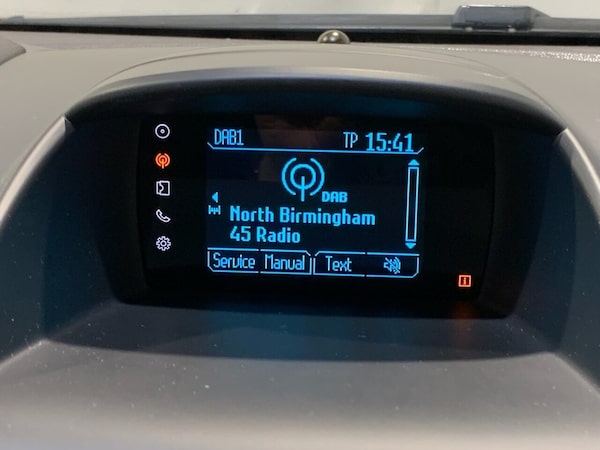 DAB1 TP 15:41
DAB
North Birmingham
45 Radio
Service Manual Text